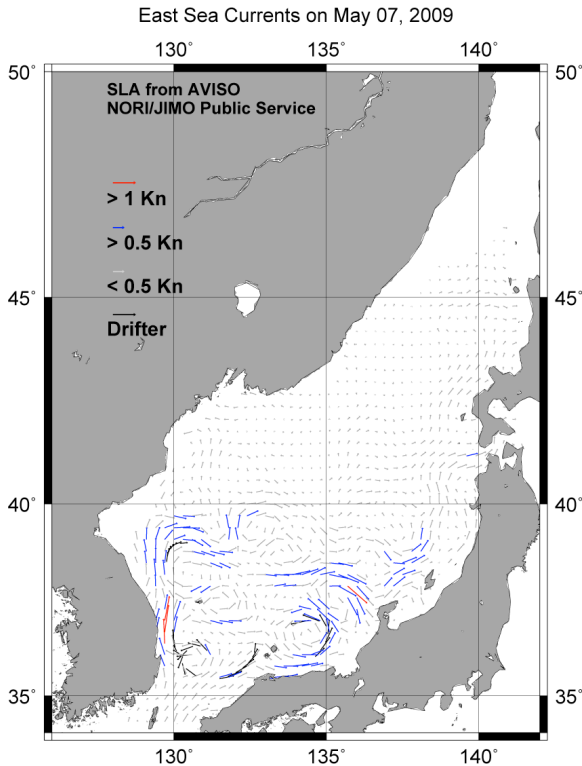 East Sea Currents on May 07, 2009
130° 135° 140°
50° 50°
SLA from AVISO
NORI/JIMO Public Service
> 1 Kn
> 0.5 Kn
45° 45°
< 0.5 Kn
Drifter
40° 40°
35° 35°
130° 135° 140°